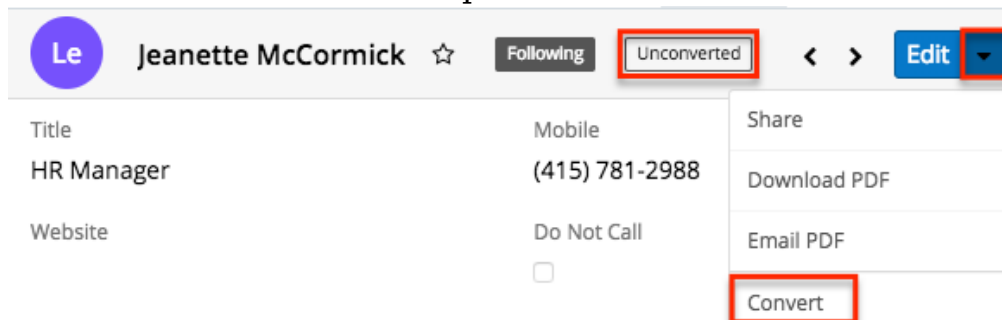 Le Jeanette McCormick Following Unconverted Edit
Title Mobile Share
HR Manager (415) 781-2988 Download PDF
Website Do Not Call Email PDF
Convert